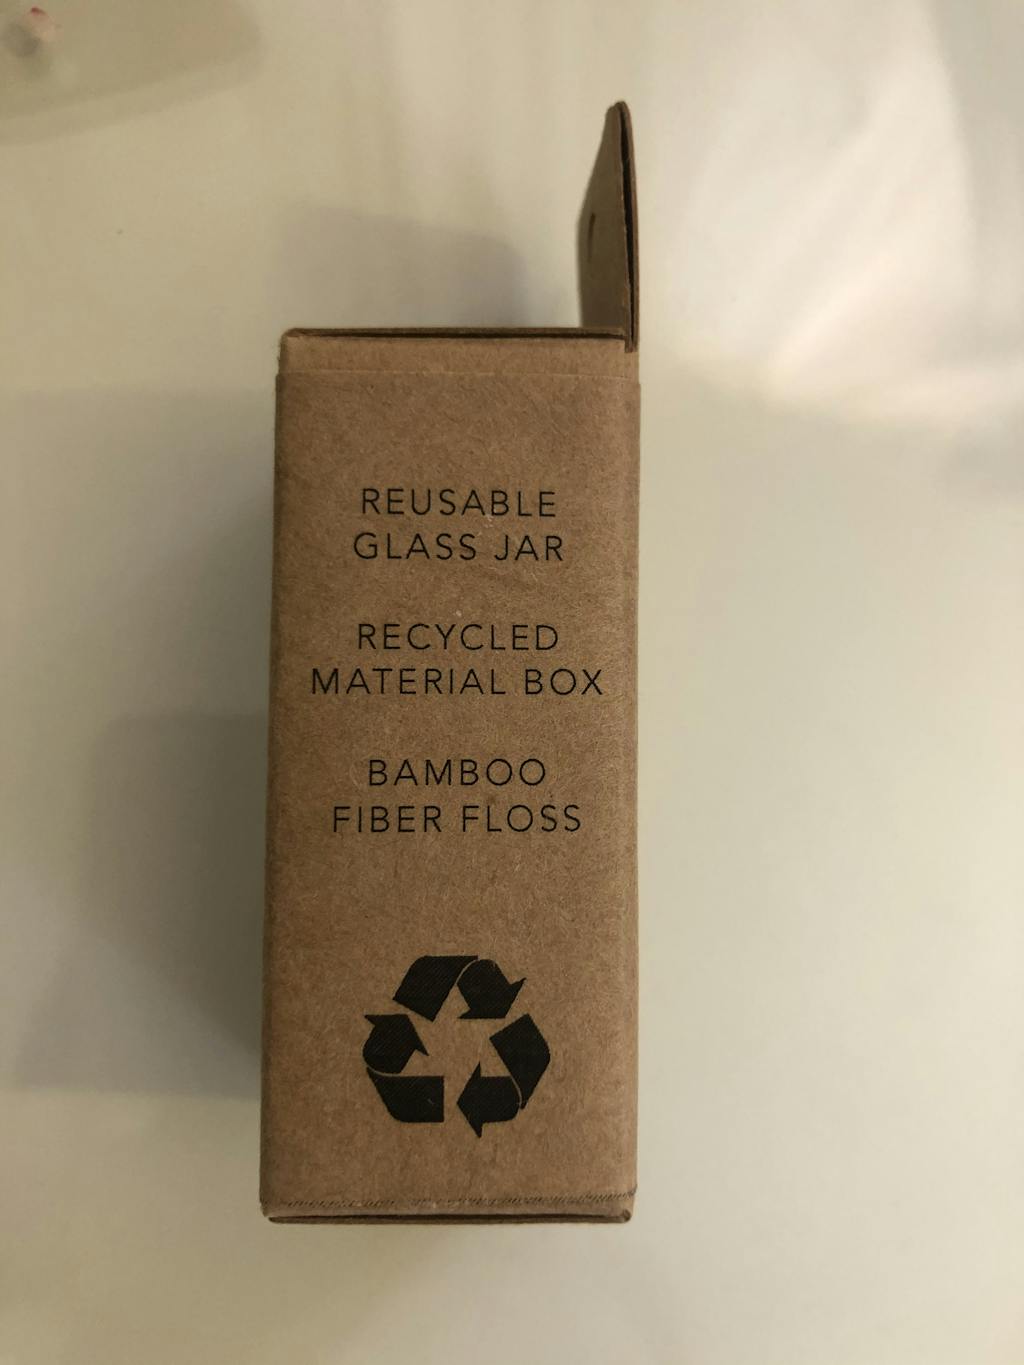 REUSABLE
GLASS JAR
RECYCLED
MATERIAL BOX
BAMBOO
FIBER FLOSS